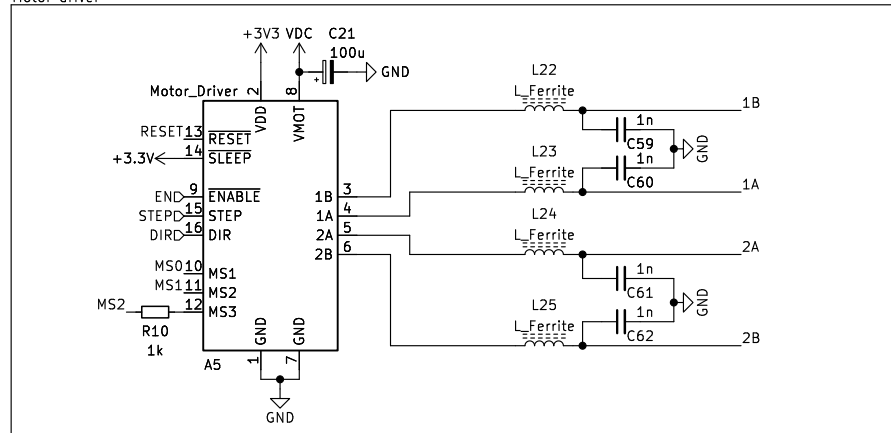 Motor driver
+3V3
VDC
C21
100u
GND
Motor_Driver
2
8
VDD
VMOT
RESET
13
RESET
+3.3V
14
SLEEP
EN
9
ENABLE
STEP
15
STEP
DIR
16
DIR
MS0
10
MS1
MS1
11
MS2
MS2
12
MS3
R10
1k
1B
3
1A
4
2A
5
2B
6
GND
GND
1
7
A5
GND
L22
L_Ferrite
1B
1n
C59
GND
L23
1n
C60
L_Ferrite
1A
L24
L_Ferrite
2A
1n
C61
GND
L25
1n
C62
L_Ferrite
2B